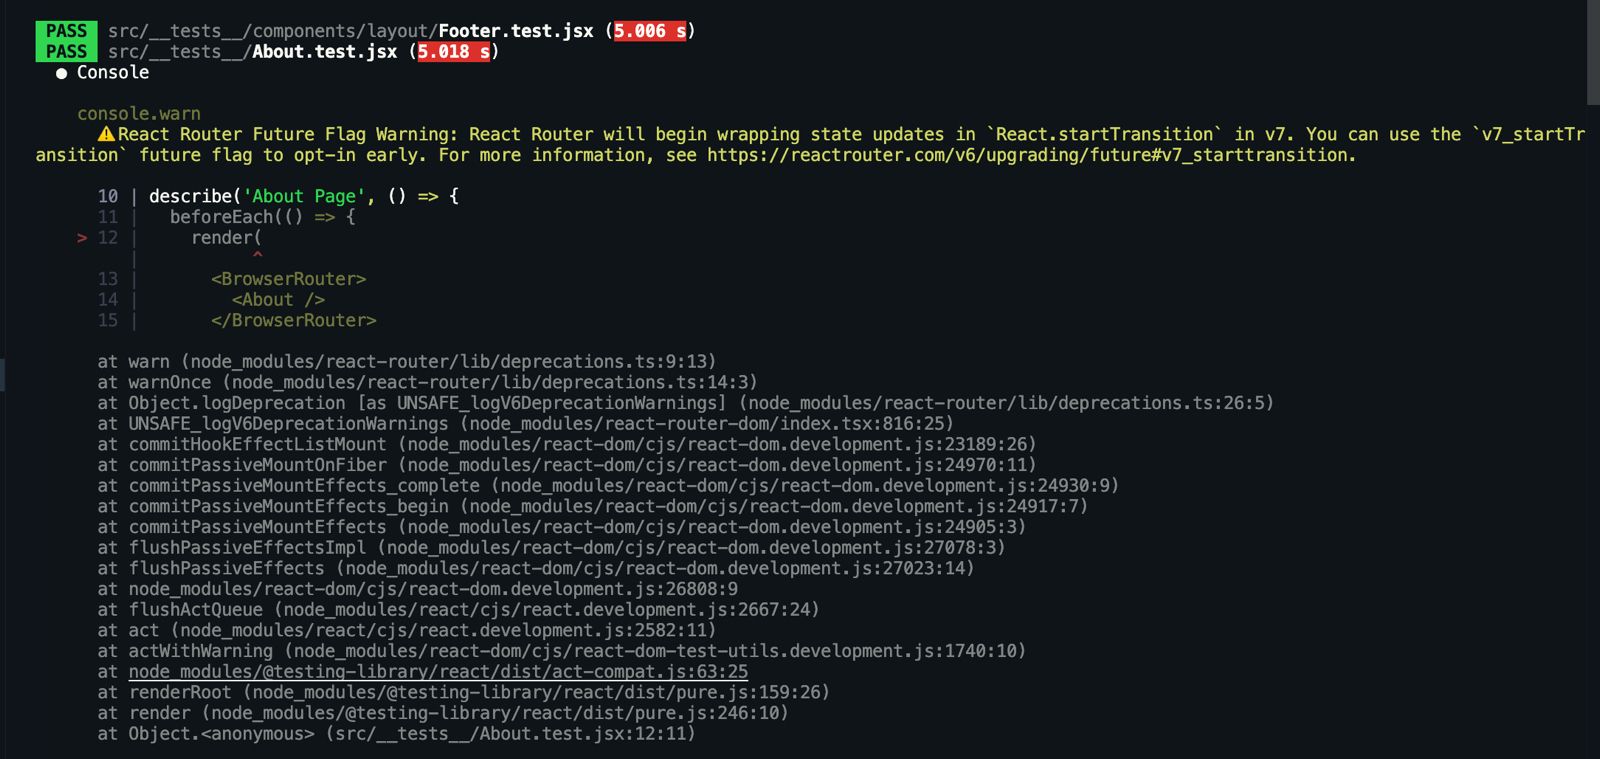 PASS src/__tests__/components/layout/Footer.test.jsx (5.006 s)
PASS src/__tests__/About.test.jsx (5.018 s)
● Console
console.warn
⚠️React Router Future Flag Warning: React Router will begin wrapping state updates in `React.startTransition` in v7. You can use the `v7_startTr
ansition` future flag to opt-in early. For more information, see https://reactrouter.com/v6/upgrading/future#v7_starttransition.
10 | describe('About Page', () => {
11 |   beforeEach(() => {
> 12 |     render(
|           ^
13 |       <BrowserRouter>
14 |         <About />
15 |       </BrowserRouter>
at warn (node_modules/react-router/lib/deprecations.ts:9:13)
at warnOnce (node_modules/react-router/lib/deprecations.ts:14:3)
at Object.logDeprecation [as UNSAFE_logV6DeprecationWarnings] (node_modules/react-router/lib/deprecations.ts:26:5)
at UNSAFE_logV6DeprecationWarnings (node_modules/react-router-dom/index.tsx:816:25)
at commitHookEffectListMount (node_modules/react-dom/cjs/react-dom.development.js:23189:26)
at commitPassiveMountOnFiber (node_modules/react-dom/cjs/react-dom.development.js:24970:11)
at commitPassiveMountEffects_complete (node_modules/react-dom/cjs/react-dom.development.js:24930:9)
at commitPassiveMountEffects_begin (node_modules/react-dom/cjs/react-dom.development.js:24917:7)
at commitPassiveMountEffects (node_modules/react-dom/cjs/react-dom.development.js:24905:3)
at flushPassiveEffectsImpl (node_modules/react-dom/cjs/react-dom.development.js:27078:3)
at flushPassiveEffects (node_modules/react-dom/cjs/react-dom.development.js:27023:14)
at node_modules/react-dom/cjs/react-dom.development.js:26808:9
at flushActQueue (node_modules/react/cjs/react.development.js:2667:24)
at act (node_modules/react/cjs/react.development.js:2582:11)
at actWithWarning (node_modules/react-dom/cjs/react-dom-test-utils.development.js:1740:10)
at node_modules/@testing-library/react/dist/act-compat.js:63:25
at renderRoot (node_modules/@testing-library/react/dist/pure.js:159:26)
at render (node_modules/@testing-library/react/dist/pure.js:246:10)
at Object.<anonymous> (src/__tests__/About.test.jsx:12:11)